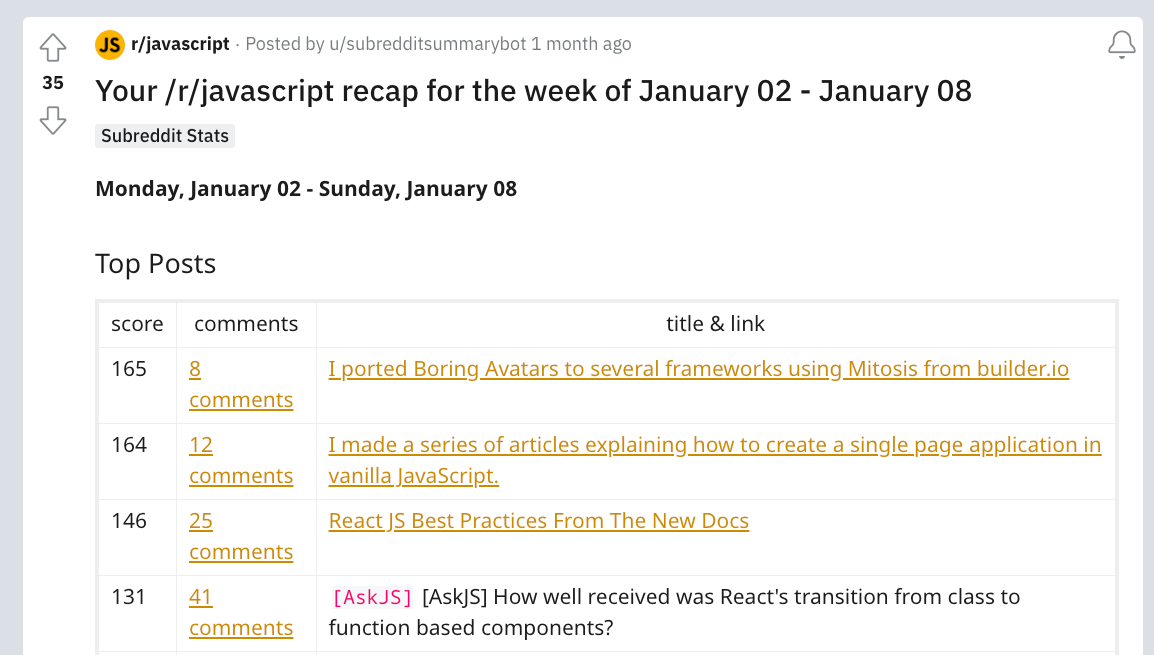 JS r/javascript · Posted by u/subredditsummarybot 1 month ago
35
Your /r/javascript recap for the week of January 02 - January 08
Subreddit Stats
Monday, January 02 - Sunday, January 08
Top Posts
score comments title & link
165 8 comments I ported Boring Avatars to several frameworks using Mitosis from builder.io
164 12 comments I made a series of articles explaining how to create a single page application in
vanilla JavaScript.
146 25 comments React JS Best Practices From The New Docs
131 41 comments [AskJS] [AskJS] How well received was React's transition from class to
function based components?